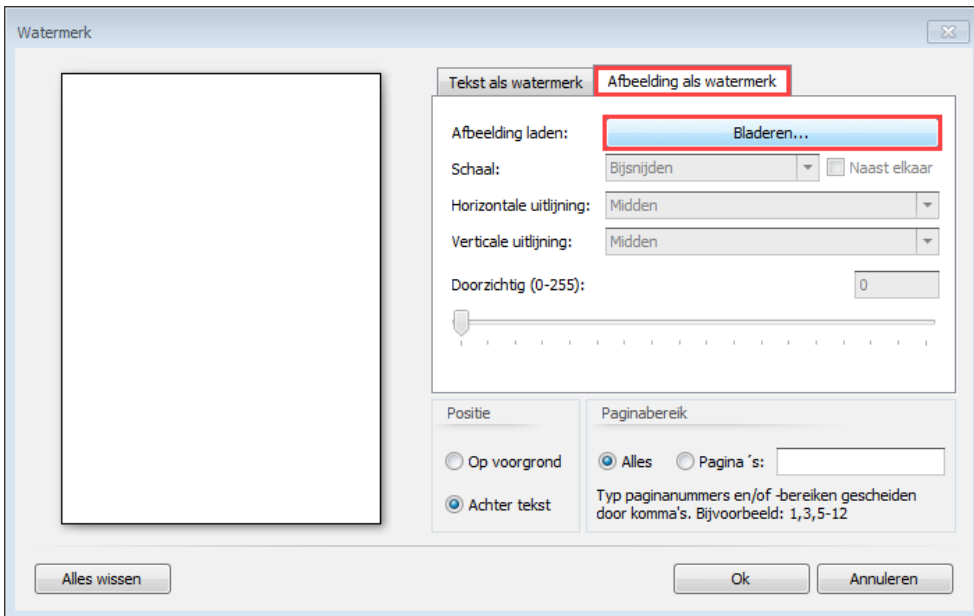 Watermerk
Tekst als watermerk
Afbeelding als watermerk
Afbeelding laden:
Bladeren...
Schaal:
Bijsnijden
Naast elkaar
Horizontale uitlijning:
Midden
Verticale uitlijning:
Midden
Doorzichtig (0-255):
0
Positie
Op voorgrond
Achter tekst
Paginabereik
Alles
Pagina´s:
Typ paginanummers en/of -bereiken gescheiden
door komma's. Bijvoorbeeld: 1,3,5-12
Alles wissen
Ok
Annuleren